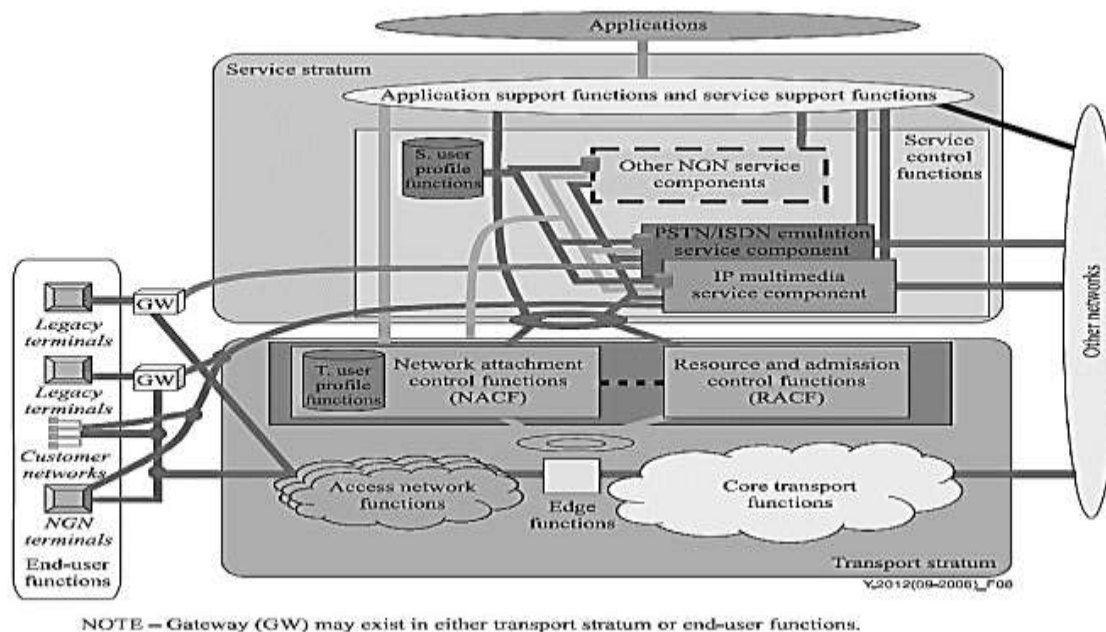 Applications
Service stratum
Application support functions and service support functions
S. user
profile
functions
Other NGN service
components
Service
control
functions
PSTN/ISDN emulation
service component
IP multimedia
service component
GW
Legacy
terminals
GW
Legacy
terminals
Customer
networks
NGN
terminals
End-user
functions
T. user
profile
functions
Network attachment
control functions
(NACF)
Resource and admission
control functions
(RACF)
Access network
functions
Edge
functions
Core transport
functions
Other networks
Transport stratum
Y.2012(09-2006)_F08
NOTE – Gateway (GW) may exist in either transport stratum or end-user functions.